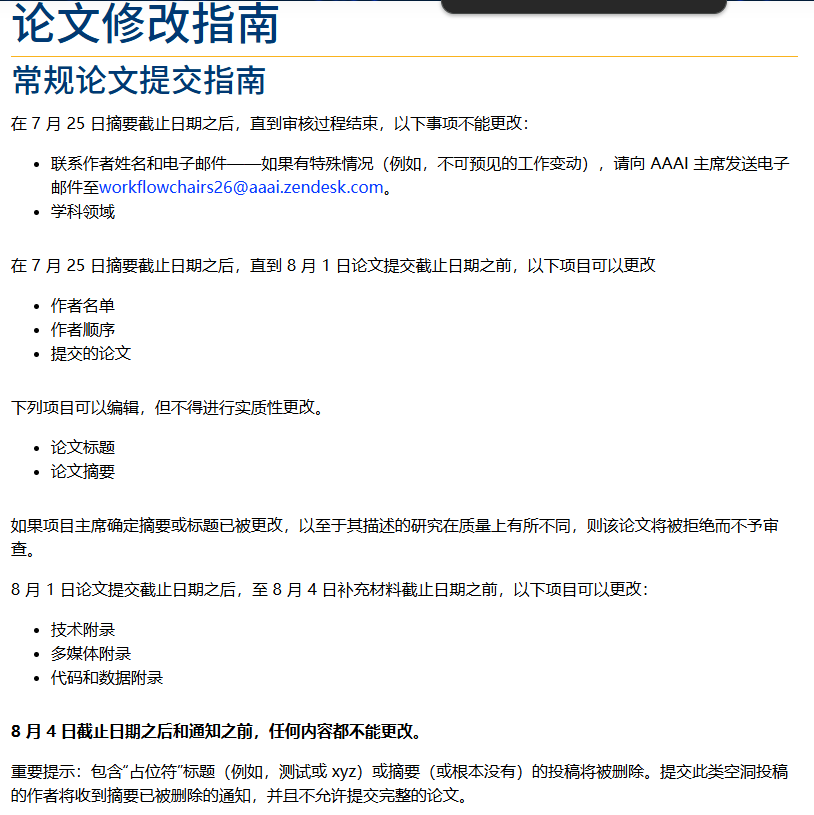 论文修改指南
常规论文提交指南
在 7 月 25 日摘要截止日期之后，直到审核过程结束，以下事项不能更改：
• 联系作者姓名和电子邮件——如果有特殊情况（例如，不可预见的工作变动），请向 AAAI 主席发送电子
邮件至workflowchairs26@aaai.zendesk.com。
• 学科领域
在 7 月 25 日摘要截止日期之后，直到 8 月 1 日论文提交截止日期之前，以下项目可以更改
• 作者名单
• 作者顺序
• 提交的论文
下列项目可以编辑，但不得进行实质性更改。
• 论文标题
• 论文摘要
如果项目主席确定摘要或标题已被更改，以至于其描述的研究在质量上有所不同，则该论文将被拒绝而不予审
查。
8 月 1 日论文提交截止日期之后，至 8 月 4 日补充材料截止日期之前，以下项目可以更改：
• 技术附录
• 多媒体附录
• 代码和数据附录
8 月 4 日截止日期之后和通知之前，任何内容都不能更改。
重要提示：包含“占位符”标题（例如，测试或 xyz）或摘要（或根本没有）的投稿将被删除。提交此类空洞投稿
的作者将收到摘要已被删除的通知，并且不允许提交完整的论文。